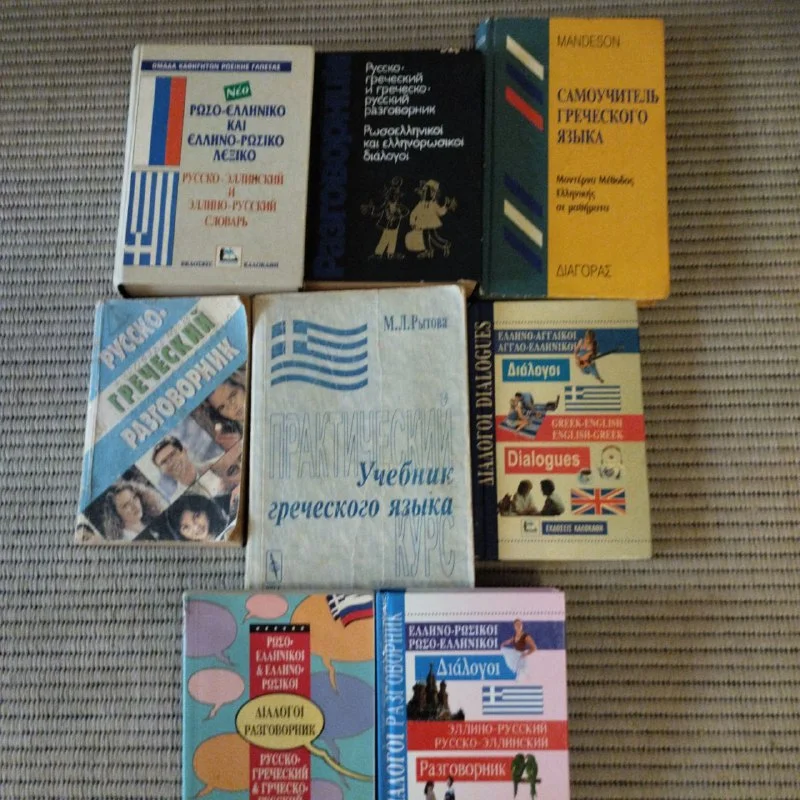 ΟΜΑΔΑ ΚΑΘΗΓΗΤΩΝ ΡΩΣΙΚΗΣ ΓΛΩΣΣΑΣ
Νέο
ΡΩΣΟ-ΕΛΛΗΝΙΚΟ
ΚΑΙ
ΕΛΛΗΝΟ-ΡΩΣΙΚΟ
ΛΕΞΙΚΟ
РУССКО-ЭЛЛИНСКИЙ
И
ЭЛЛИНО-РУССКИЙ
СЛОВАРЬ
ΕΚΔΟΣΕΙΣ
ΚΑΛΟΚΑΘΗ
Разговорник
Русско-
греческий
и греческо-
русский
разговорник
Ρωσοελληνικοί
και ελληνορωσικοί
διάλογοι
MANDESON
САМОУЧИТЕЛЬ
ГРЕЧЕСКОГО
ЯЗЫКА
Μοντέρνα Μέθοδος
Ελληνικής
σε μαθήματα
ΔΙΑΓΟΡΑΣ
РУССКО-
ГРЕЧЕСКИЙ
РАЗГОВОРНИК
М.Л.Рытова
ПРАКТИЧЕСКИЙ
Учебник
греческого языка
КУРС
ΔΙΑΛΟΓΟΙ DIALOGUES
ΕΛΛΗΝΟ-ΑΓΓΛΙΚΟΙ
ΑΓΓΛΟ-ΕΛΛΗΝΙΚΟΙ
Διάλογοι
GREEK-ENGLISH
ENGLISH-GREEK
Dialogues
ΕΚΔΟΣΕΙΣ ΚΑΛΟΚΑΘΗ
ΡΩΣΟ-
ΕΛΛΗΝΙΚΟΙ
& ΕΛΛΗΝΟ-
ΡΩΣΙΚΟΙ
ΔΙΑΛΟΓΟΙ
РАЗГОВОРНИК
РУССКО-
ГРЕЧЕСКИЙ
& ГРЧЕСКО-
РУССКИЙ
ΔΙΑΛΟΓΟΙ РАЗГОВОРНИК
ΕΛΛΗΝΟ-ΡΩΣΙΚΟΙ
ΡΩΣΟ-ΕΛΛΗΝΙΚΟΙ
Διάλογοι
ЭЛЛИНО-РУССКИЙ
РУССКО-ЭЛЛИНСКИЙ
Разговорник